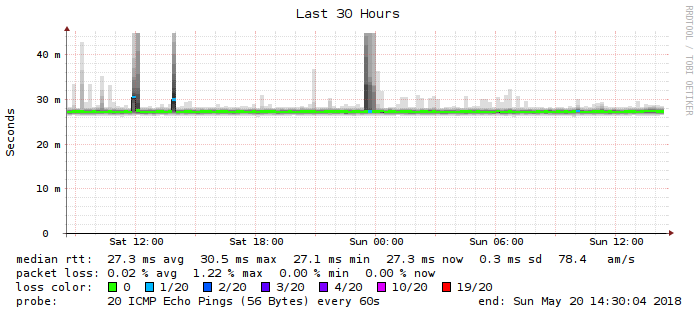 Last 30 Hours
RRDTOOL / TOBI OETIKER
Seconds
40 m
30 m
20 m
10 m
0
Sat 12:00 Sat 18:00 Sun 00:00 Sun 06:00 Sun 12:00
median rtt: 27.3 ms avg 30.5 ms max 27.1 ms min 27.3 ms now 0.3 ms sd 78.4 am/s
packet loss: 0.02 % avg 1.22 % max 0.00 % min 0.00 % now
loss color: 0 1/20 2/20 3/20 4/20 10/20 19/20
probe: 20 ICMP Echo Pings (56 Bytes) every 60s end: Sun May 20 14:30:04 2018